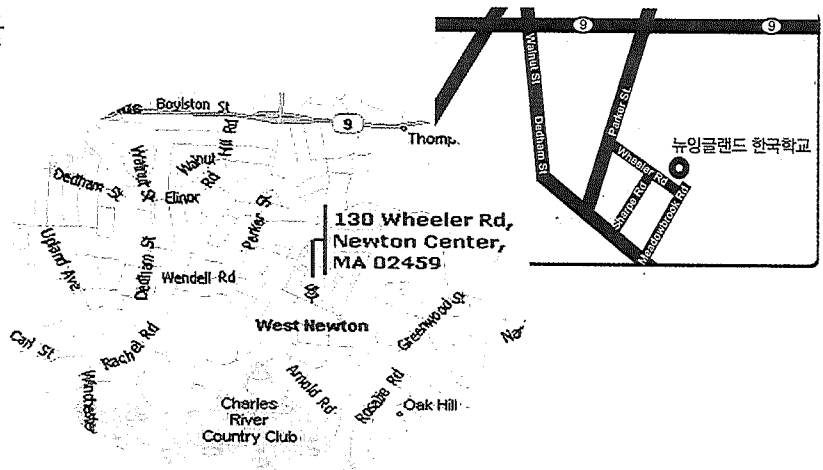 9
9
Walnut St
Parker St.
Dedham St
Wheeler Rd
뉴잉글랜드 한국학교
Sharpe Rd
Meadowbrook Rd
Boylston St
9
Thomp.
Walnut Hill Rd
Walnut St
Dedham St
Elinor Rd
Parker St
Upland Ave.
Dedham St
Wendell Rd
130 Wheeler Rd,
Newton Center,
MA 02459
West Newton
Greenwood St
Na-
Carl St.
Rachel Rd
Winchester
Arnold Rd
Rosalie Rd
Oak Hill
Charles
River
Country Club